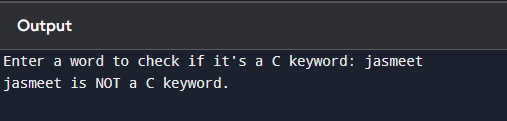 Output
Enter a word to check if it's a C keyword: jasmeet
jasmeet is NOT a C keyword.